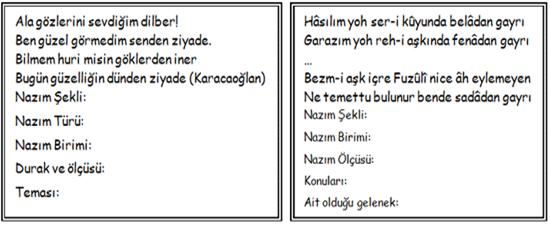 Ala gözlerini sevdiğim dilber!
Ben güzel görmedim senden ziyade.
Bilmem huri misin göklerden iner
Bugün güzelliğin dünden ziyade (Karacaoğlan)
Nazım Şekli:
Nazım Türü:
Nazım Birimi:
Durak ve ölçüsü:
Teması:
Hâsılım yoh ser-i kûyunda belâdan gayrı
Garazım yoh reh-i aşkında fenâdan gayrı
...
Bezm-i aşk içre Fuzûlî nice âh eylemeyen
Ne temettu bulunur bende sadâdan gayrı
Nazım Şekli:
Nazım Birimi:
Nazım Ölçüsü:
Konuları:
Ait olduğu gelenek: